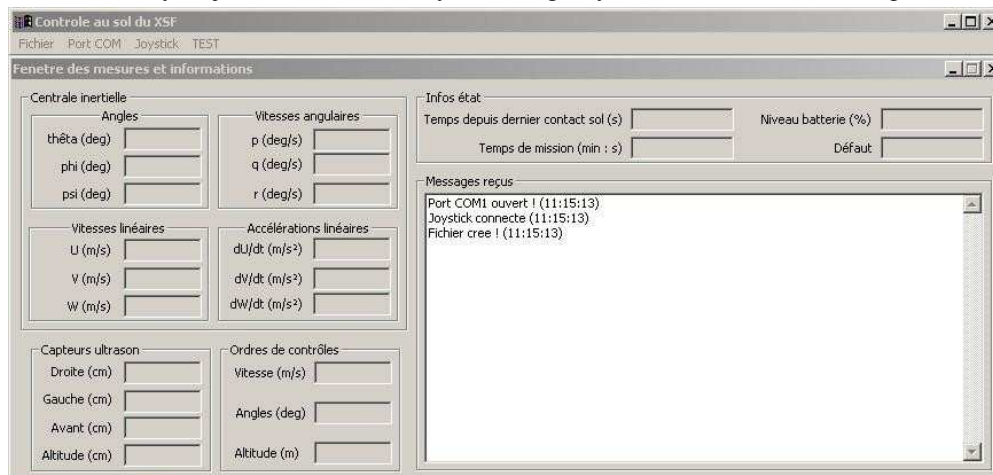 Controle au sol du XSF
Fichier Port COM Joystick TEST
Fenetre des mesures et informations
Centrale inertielle
Angles
thêta (deg)
phi (deg)
psi (deg)
Vitesses angulaires
p (deg/s)
q (deg/s)
r (deg/s)
Vitesses linéaires
U (m/s)
V (m/s)
W (m/s)
Accélérations linéaires
dU/dt (m/s²)
dV/dt (m/s²)
dW/dt (m/s²)
Capteurs ultrason
Droite (cm)
Gauche (cm)
Avant (cm)
Altitude (cm)
Ordres de contrôles
Vitesse (m/s)
Angles (deg)
Altitude (m)
Infos état
Temps depuis dernier contact sol (s)
Niveau batterie (%)
Temps de mission (min : s)
Défaut
Messages reçus
Port COM1 ouvert ! (11:15:13)
Joystick connecte (11:15:13)
Fichier cree ! (11:15:13)